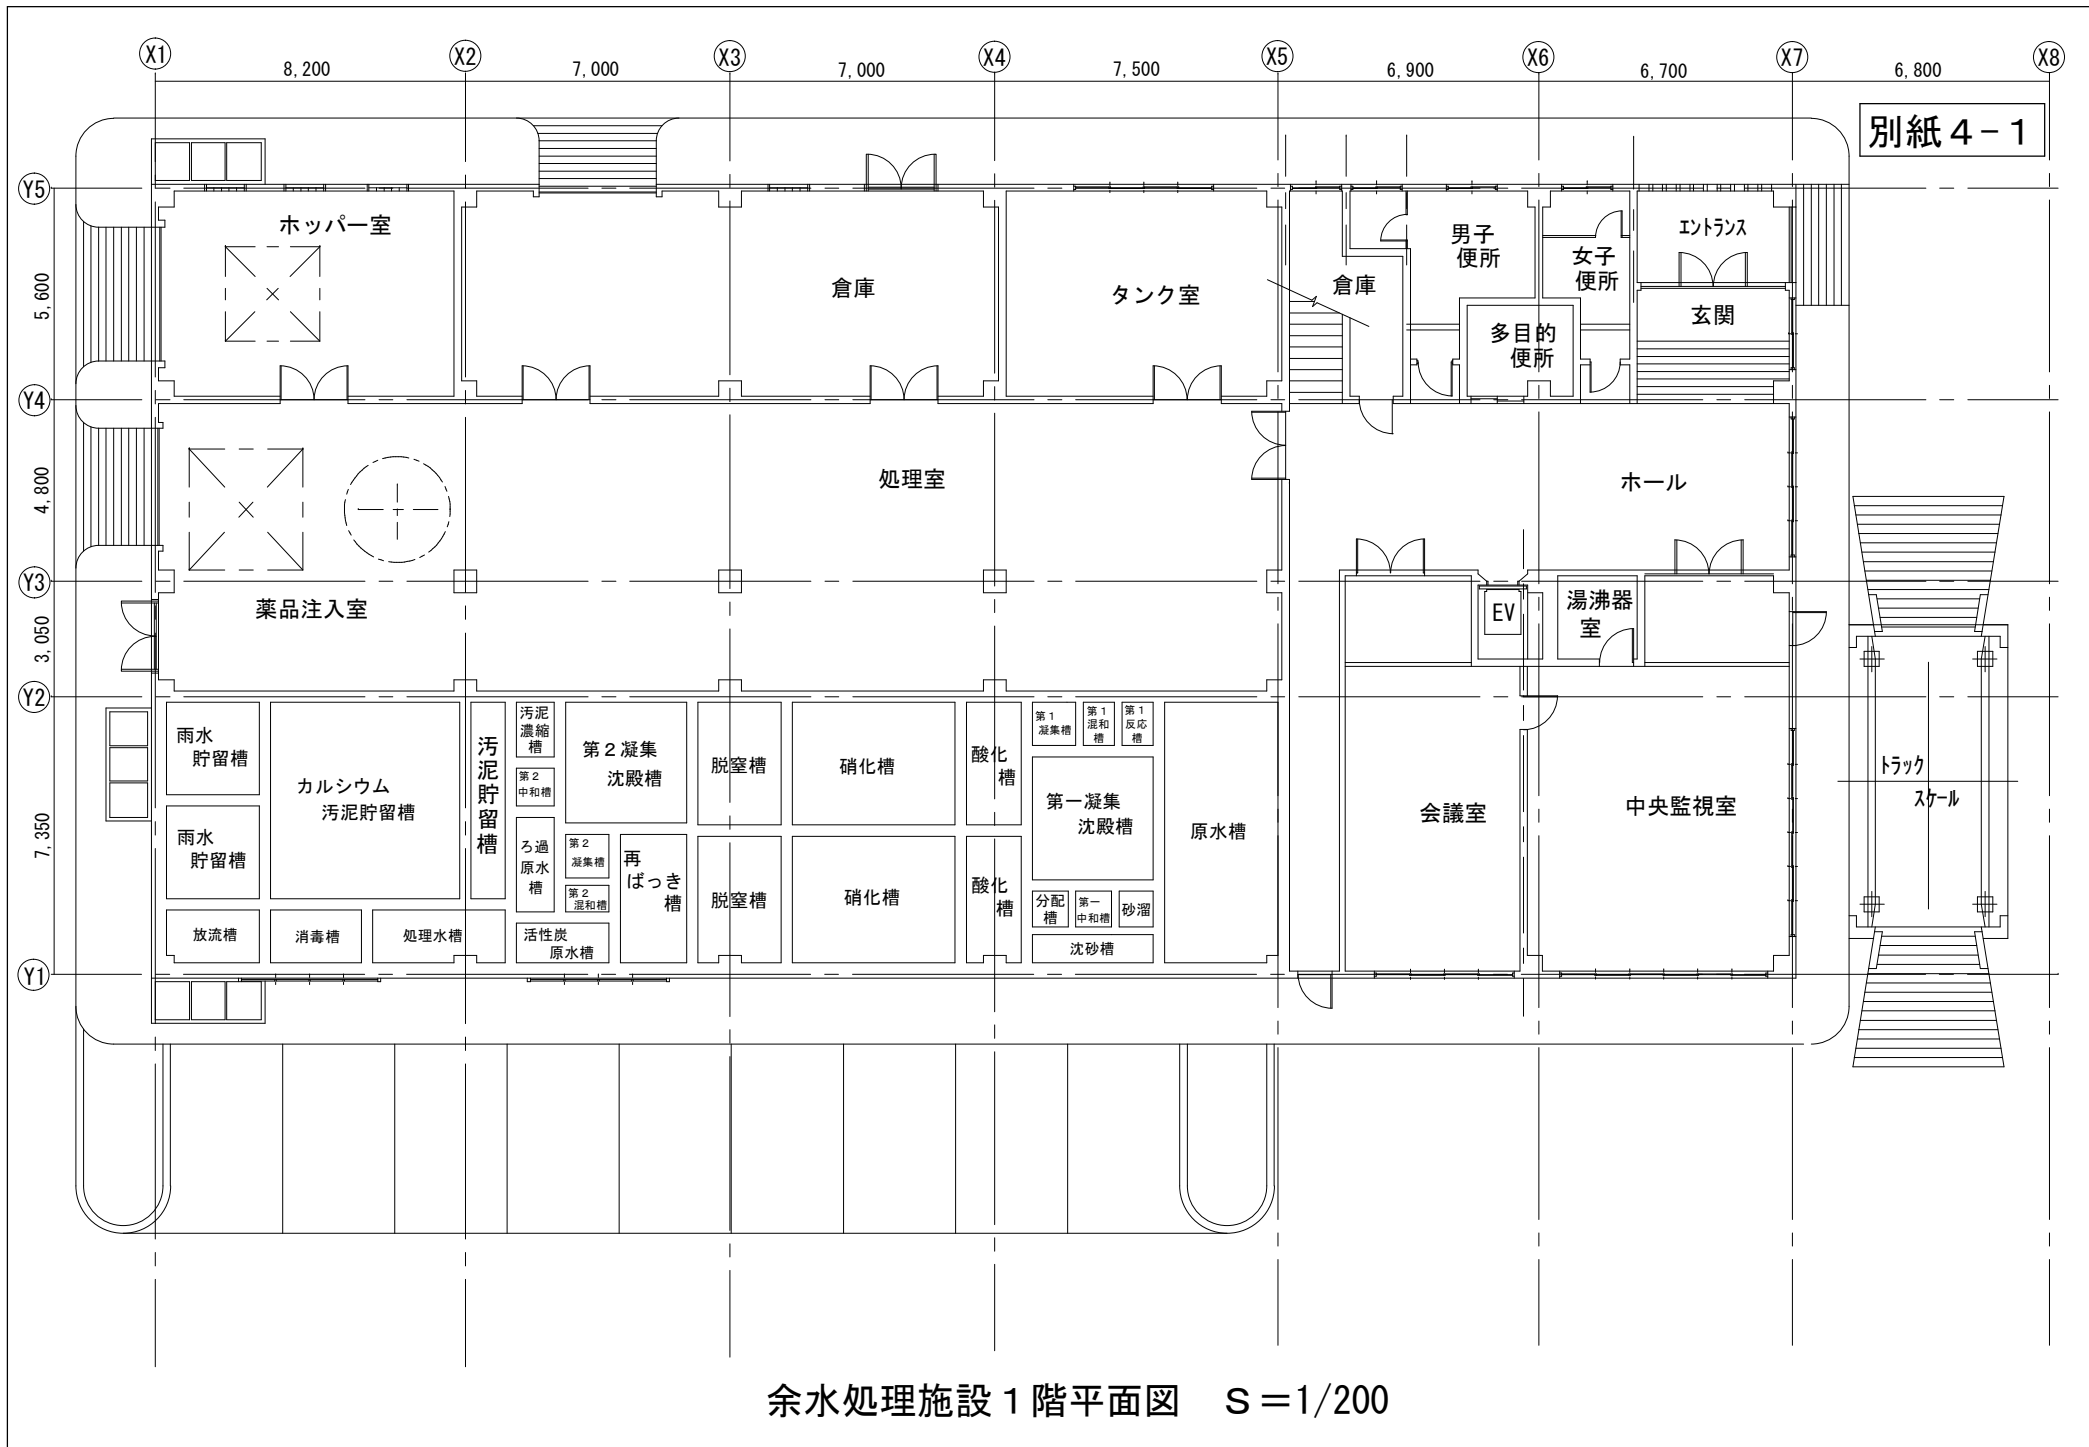 X1
X2
X3
X4
X5
X6
X7
X8
8,200
7,000
7,000
7,500
6,900
6,700
6,800
別紙４-１
Y5
Y4
Y3
Y2
Y1
5,600
4,800
3,050
7,350
ホッパー室
倉庫
タンク室
倉庫
男子
便所
女子
便所
多目的
便所
エントランス
玄関
処理室
ホール
薬品注入室
EV
湯沸器
室
雨水
貯留槽
雨水
貯留槽
カルシウム
汚泥貯留槽
放流槽
消毒槽
処理水槽
汚泥貯留槽
汚泥
濃縮
槽
第２
中和槽
ろ過
原水
槽
活性炭
原水槽
第２凝集
沈殿槽
第２
凝集槽
第２
混和槽
再
ばっき
槽
脱窒槽
脱窒槽
硝化槽
硝化槽
酸化
槽
酸化
槽
第１
凝集槽
第１
混和
槽
第１
反応
槽
第一凝集
沈殿槽
分配
槽
第一
中和槽
砂溜
沈砂槽
原水槽
会議室
中央監視室
トラック
スケール
余水処理施設１階平面図　Ｓ＝1/200